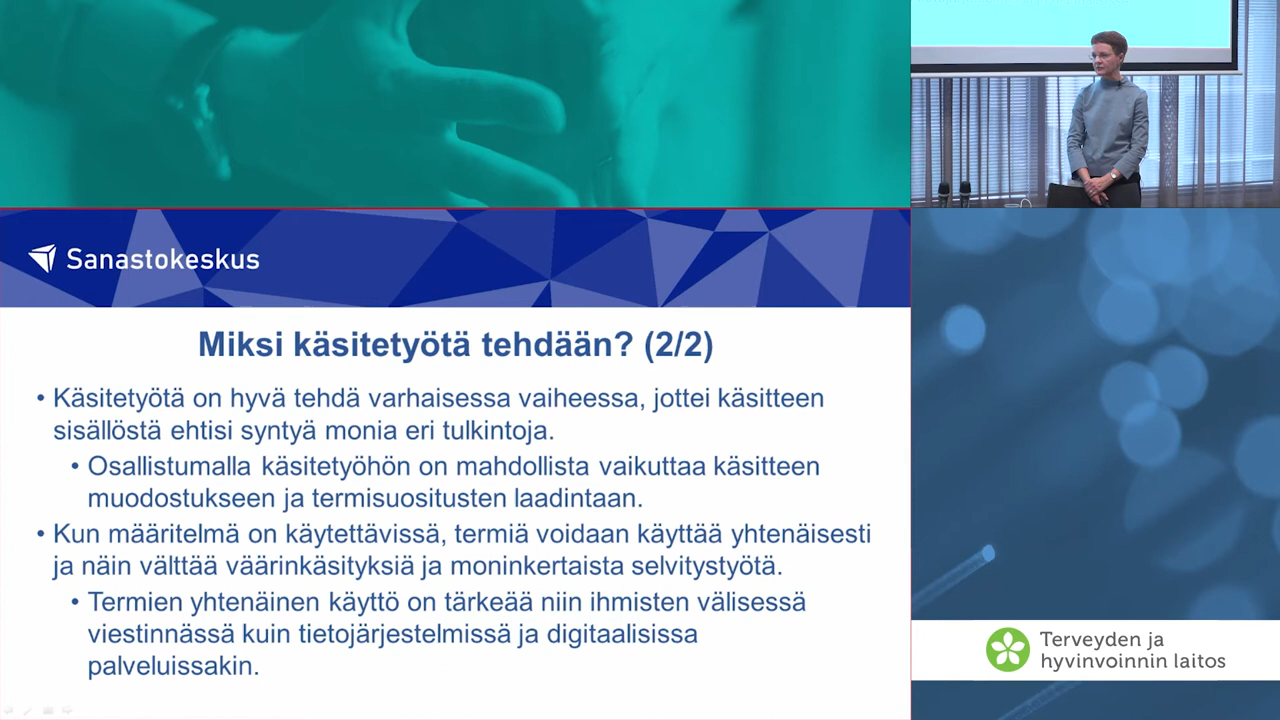 Sanastokeskus
Miksi käsitetyötä tehdään? (2/2)
• Käsitetyötä on hyvä tehdä varhaisessa vaiheessa, jottei käsitteen
sisällöstä ehtisi syntyä monia eri tulkintoja.
• Osallistumalla käsitetyöhön on mahdollista vaikuttaa käsitteen
muodostukseen ja termisuositusten laadintaan.
• Kun määritelmä on käytettävissä, termiä voidaan käyttää yhtenäisesti
ja näin välttää väärinkäsityksiä ja moninkertaista selvitystyötä.
• Termien yhtenäinen käyttö on tärkeää niin ihmisten välisessä
viestinnässä kuin tietojärjestelmissä ja digitaalisissa
palveluissakin.
Terveyden ja
hyvinvoinnin laitos